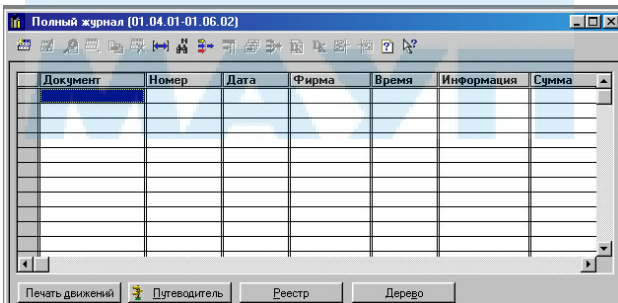 Полный журнал (01.04.01-01.06.02)
Документ Номер Дата Фирма Время Информация Сумма
МАУП
Печать движений Путеводитель Реестр Дерево